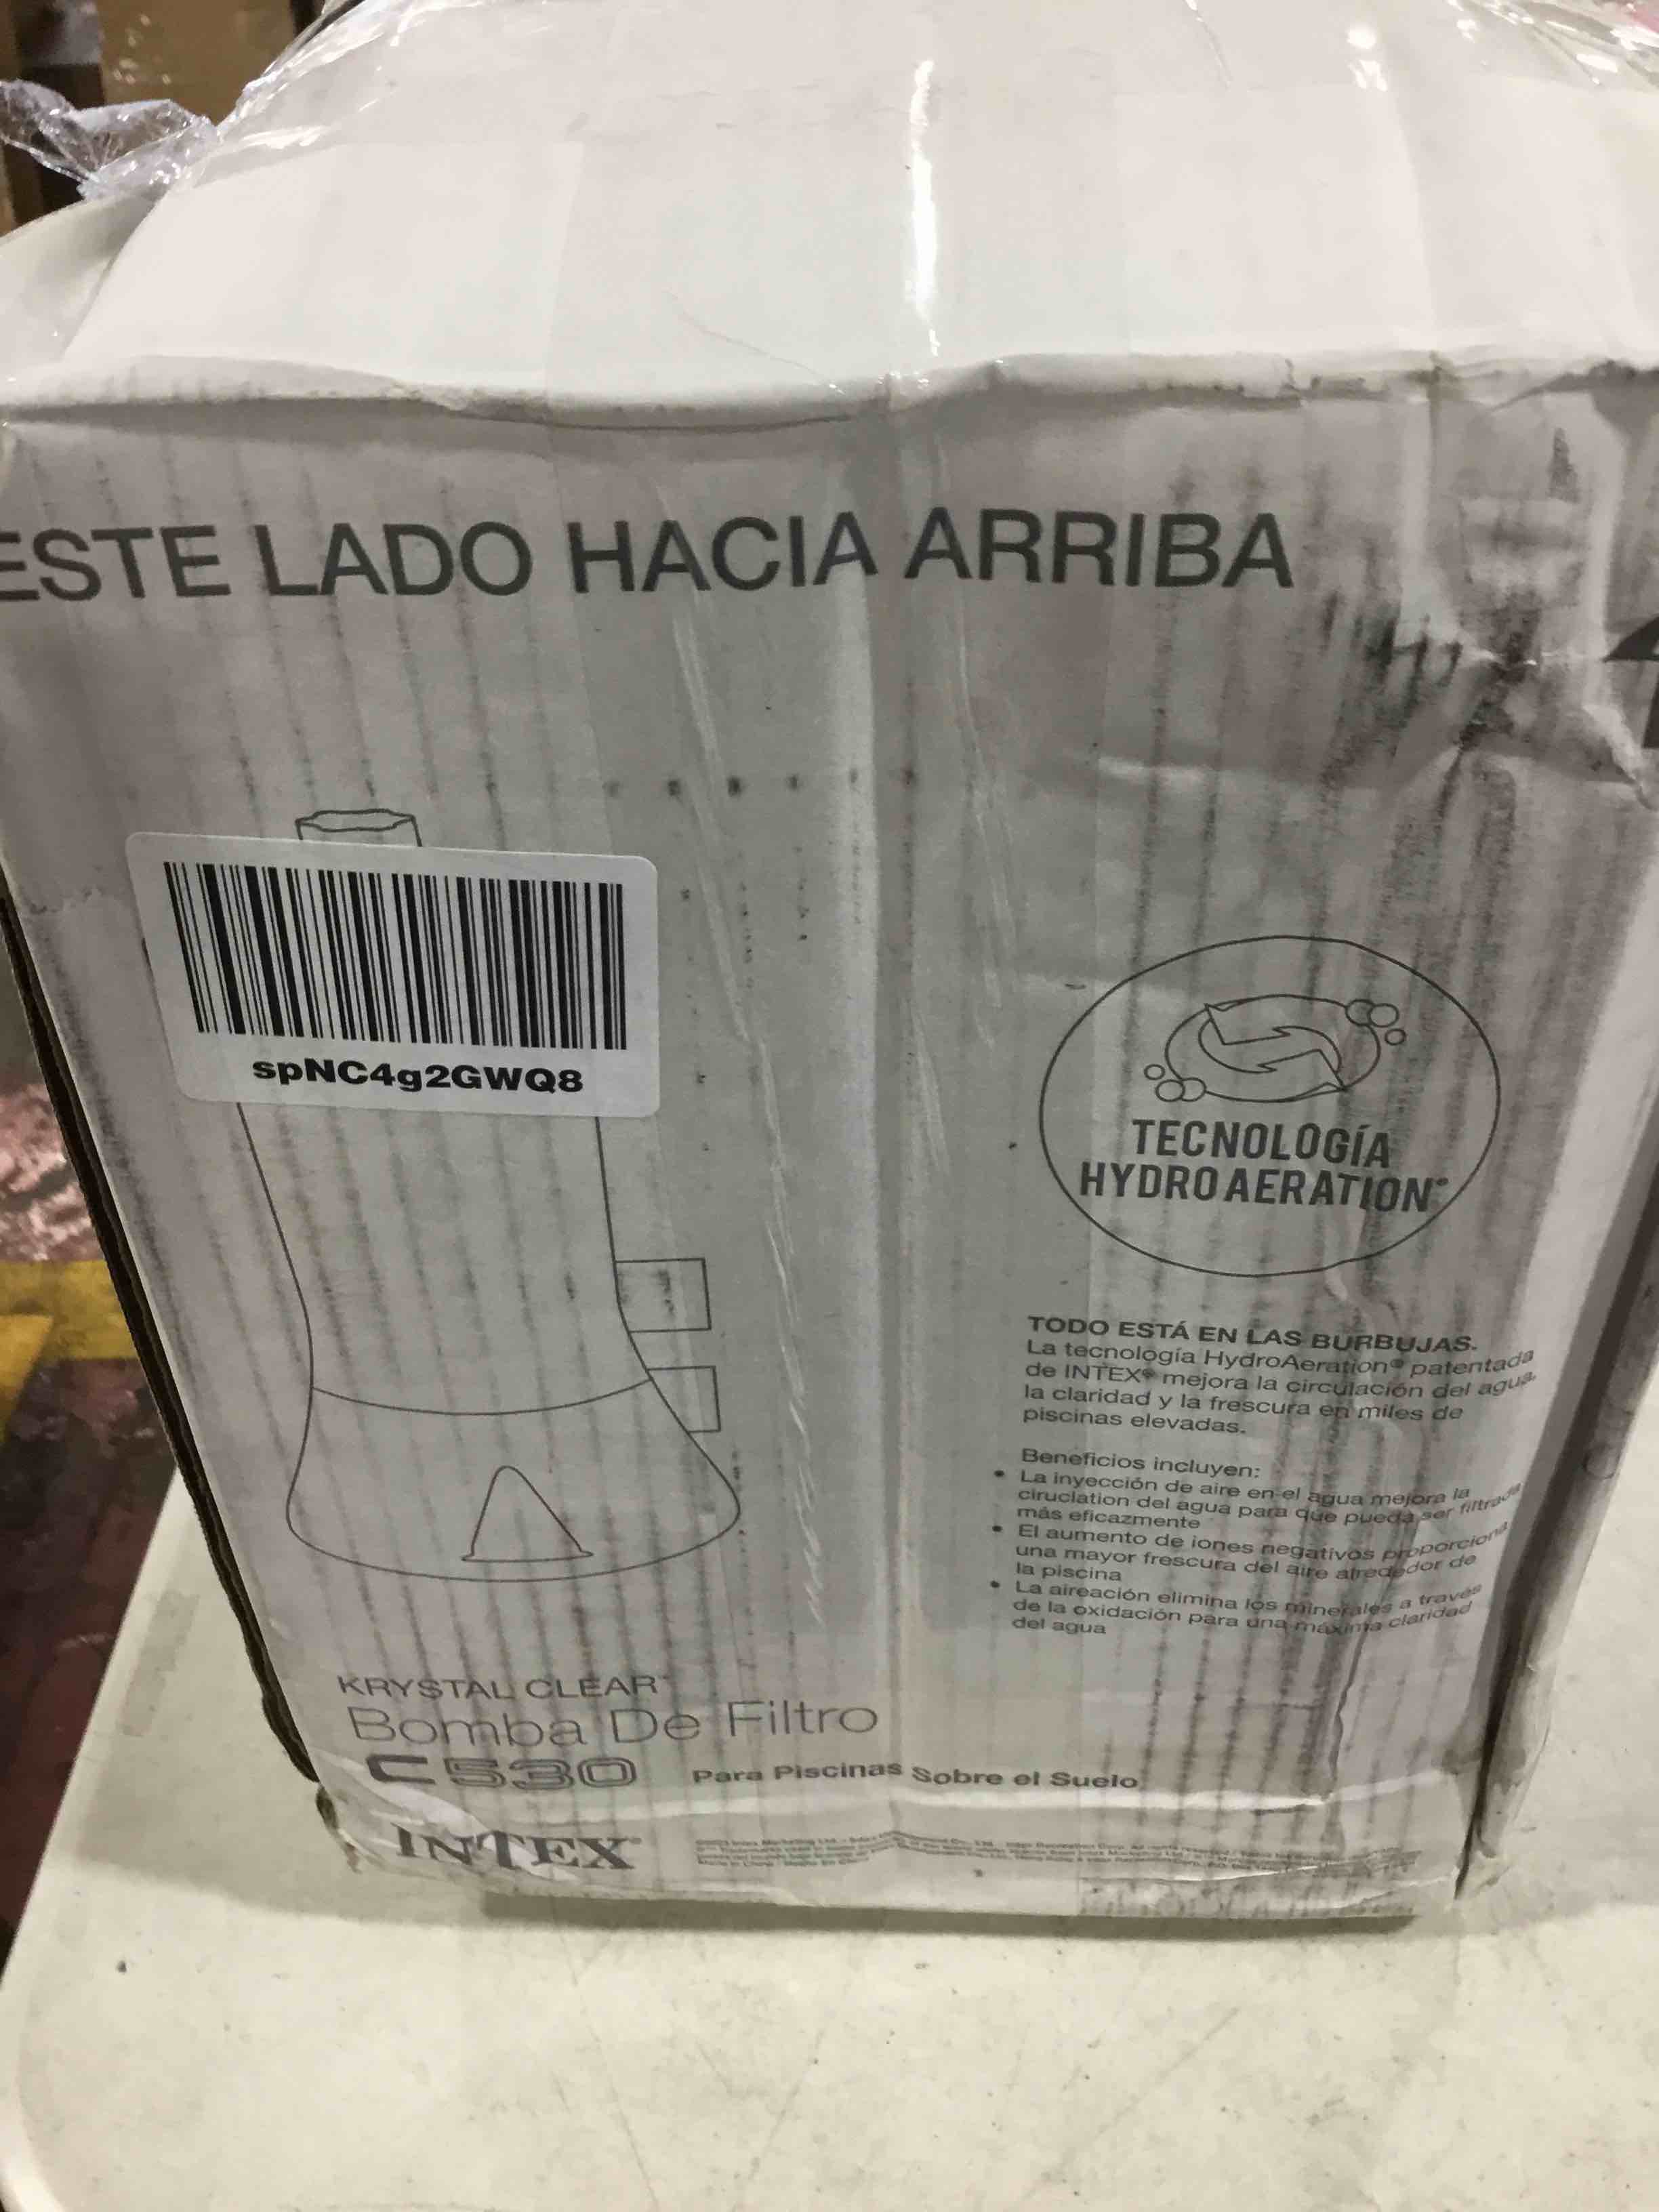 ESTE LADO HACIA ARRIBA
spNC4g2GWQ8
TECNOLOGÍA
HYDROAERATION®
TODO ESTÁ EN LAS BURBUJAS.
La tecnología HydroAeration® patentada
de INTEX® mejora la circulación del agua,
la claridad y la frescura en miles de
piscinas elevadas.
Beneficios incluyen:
• La inyección de aire en el agua mejora la
ciruclation del agua para que pueda ser filtrada
más eficazmente
• El aumento de iones negativos proporciona
una mayor frescura del aire alrededor de
la piscina
• La aireación elimina los minerales a través
de la oxidación para una máxima claridad
del agua
KRYSTAL CLEAR™
Bomba De Filtro
C530 Para Piscinas Sobre el Suelo
INTEX®